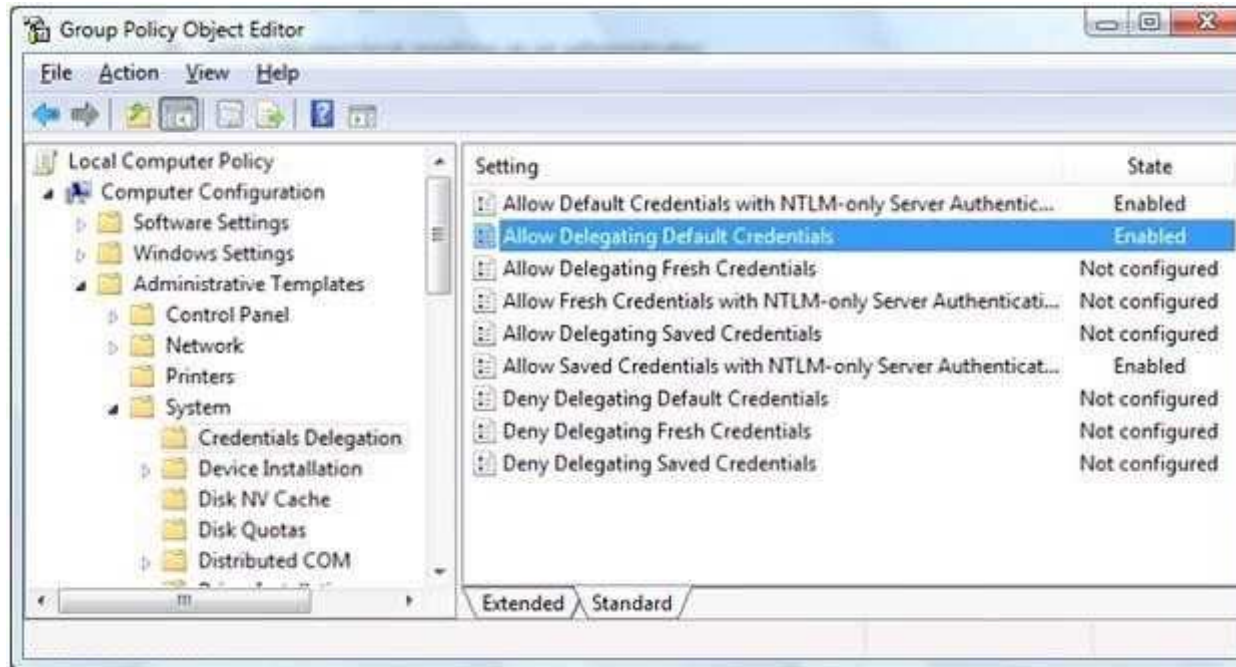 Group Policy Object Editor
File Action View Help
Local Computer Policy
Computer Configuration
Software Settings
Windows Settings
Administrative Templates
Control Panel
Network
Printers
System
Credentials Delegation
Device Installation
Disk NV Cache
Disk Quotas
Distributed COM
Setting State
Allow Default Credentials with NTLM-only Server Authentic... Enabled
Allow Delegating Default Credentials Enabled
Allow Delegating Fresh Credentials Not configured
Allow Fresh Credentials with NTLM-only Server Authenticati... Not configured
Allow Delegating Saved Credentials Not configured
Allow Saved Credentials with NTLM-only Server Authenticat... Enabled
Deny Delegating Default Credentials Not configured
Deny Delegating Fresh Credentials Not configured
Deny Delegating Saved Credentials Not configured
Extended Standard